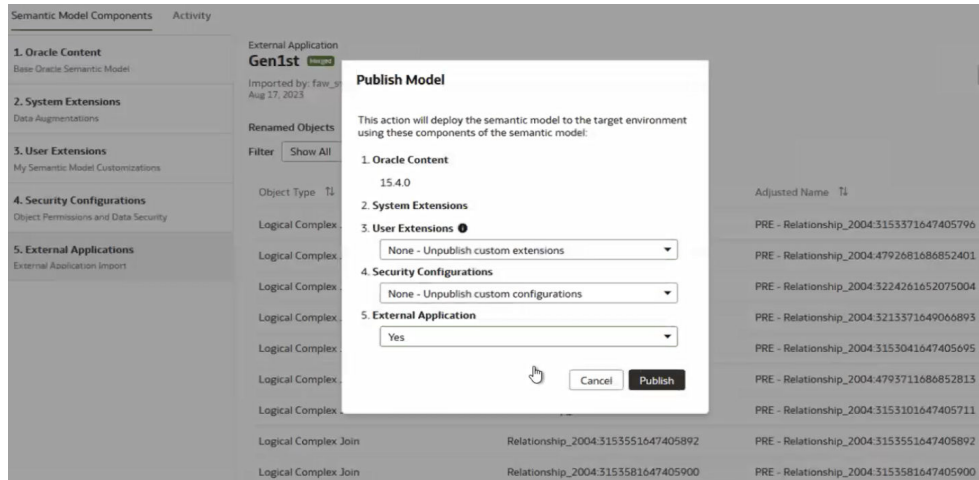 Semantic Model Components Activity
1. Oracle Content
Base Oracle Semantic Model
2. System Extensions
Data Augmentations
3. User Extensions
My Semantic Model Customizations
4. Security Configurations
Object Permissions and Data Security
5. External Applications
External Application Import
External Application
Gen1st Merged
Imported by: faw_s
Aug 17, 2023
Renamed Objects
Filter Show All
Object Type Adjusted Name
Logical Complex PRE - Relationship_2004:3153371647405796
Logical Complex PRE - Relationship_2004:4792681686852401
Logical Complex PRE - Relationship_2004:3224261652075004
Logical Complex PRE - Relationship_2004:3213371649066893
Logical Complex PRE - Relationship_2004:3153041647405695
Logical Complex PRE - Relationship_2004:4793711686852813
Logical Complex PRE - Relationship_2004:3153101647405711
Logical Complex Join Relationship_2004:3153551647405892 PRE - Relationship_2004:3153551647405892
Logical Complex Join Relationship_2004:3153581647405900 PRE - Relationship_2004:3153581647405900
Publish Model
This action will deploy the semantic model to the target environment
using these components of the semantic model:
1. Oracle Content
15.4.0
2. System Extensions
3. User Extensions
None - Unpublish custom extensions
4. Security Configurations
None - Unpublish custom configurations
5. External Application
Yes
Cancel Publish